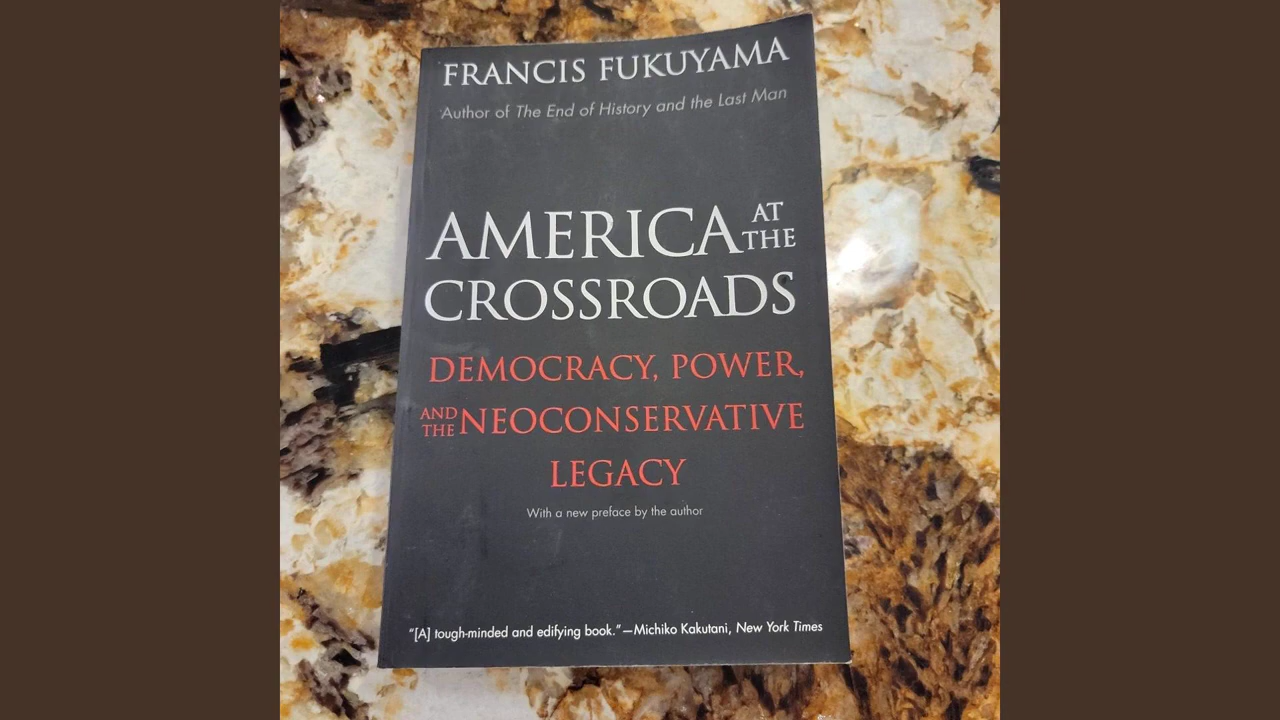 FRANCIS FUKUYAMA
Author of The End of History and the Last Man
AMERICA AT THE
CROSSROADS
DEMOCRACY, POWER,
AND THE NEOCONSERVATIVE
LEGACY
With a new preface by the author
“[A] tough-minded and edifying book.”—Michiko Kakutani, New York Times